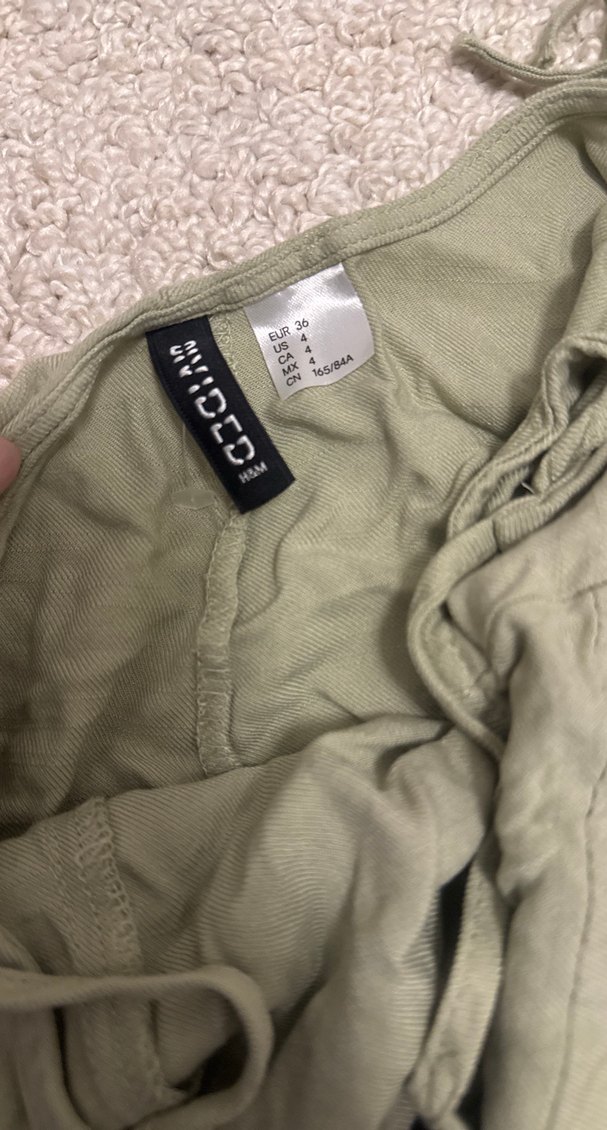 DIVIDED
H&M
EUR 36
US 4
CA 4
MX 4
CN 165/84A